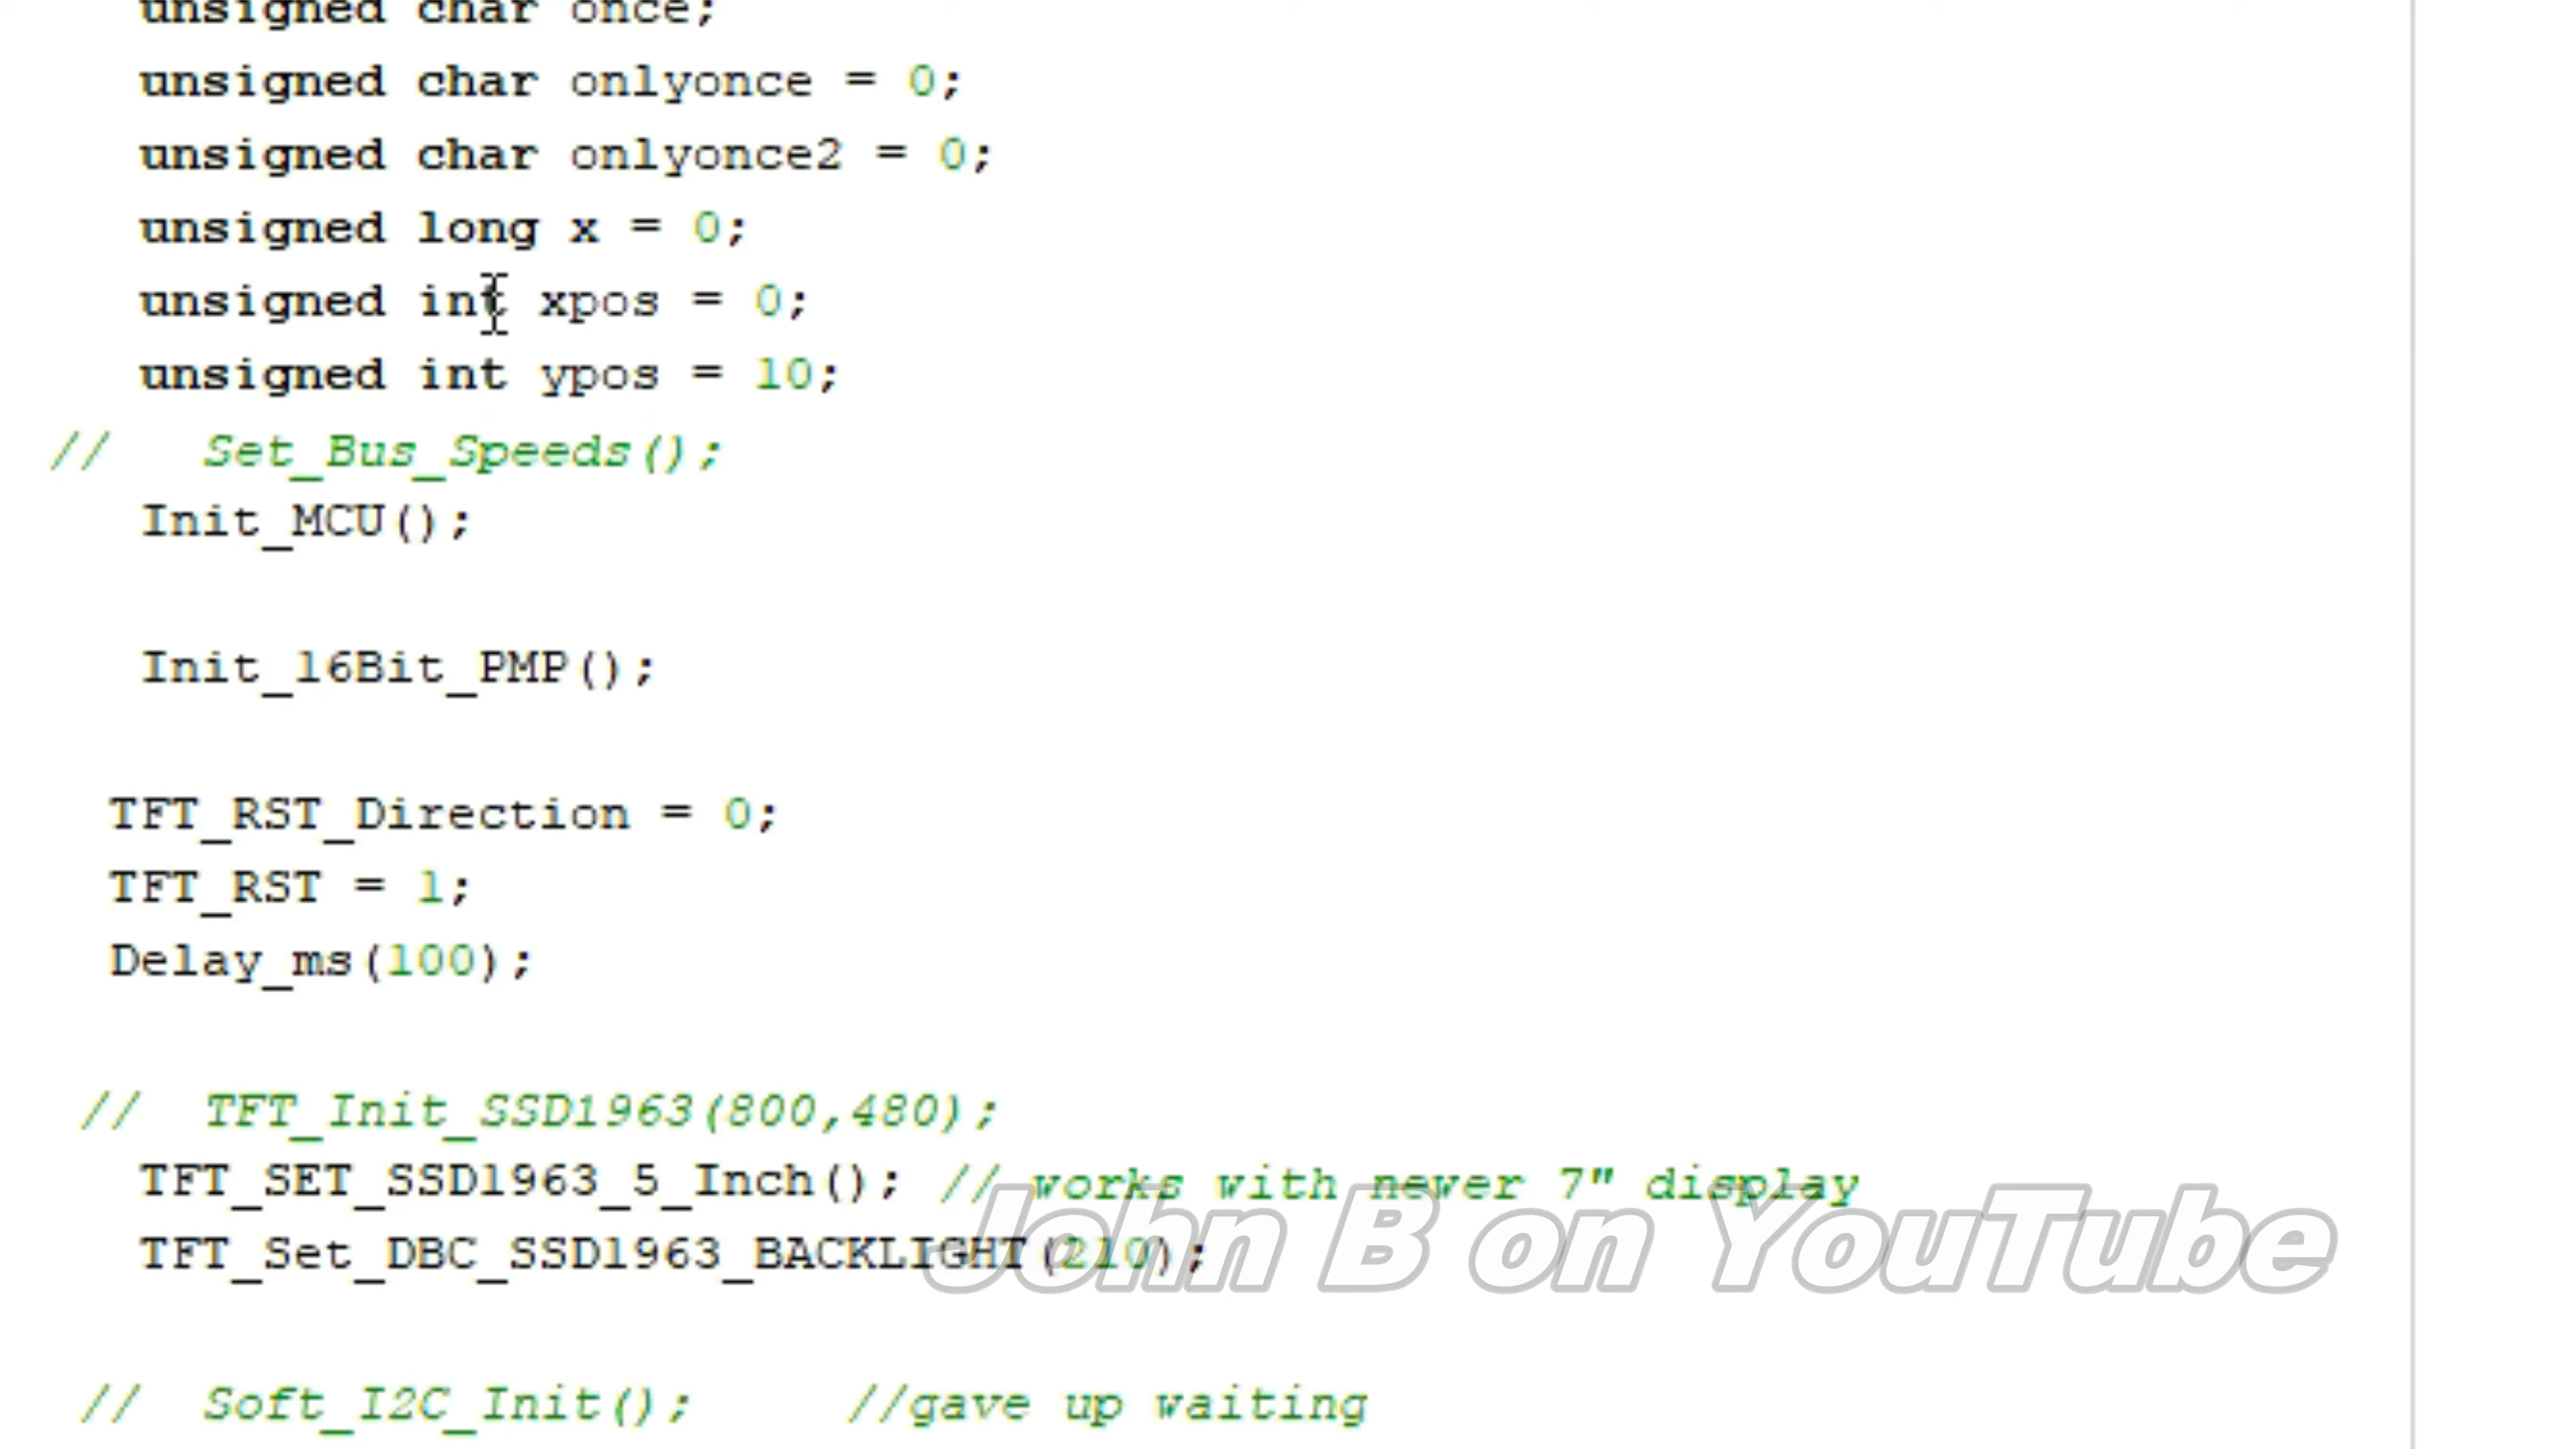 unsigned char once;
unsigned char onlyonce = 0;
unsigned char onlyonce2 = 0;
unsigned long x = 0;
unsigned int xpos = 0;
unsigned int ypos = 10;
//   Set_Bus_Speeds();
Init_MCU();
Init_16Bit_PMP();
TFT_RST_Direction = 0;
TFT_RST = 1;
Delay_ms(100);
//  TFT_Init_SSD1963(800,480);
TFT_SET_SSD1963_5_Inch(); // works with newer 7" display
TFT_Set_DBC_SSD1963_BACKLIGHT(210);
John B on YouTube
//  Soft_I2C_Init();     //gave up waiting